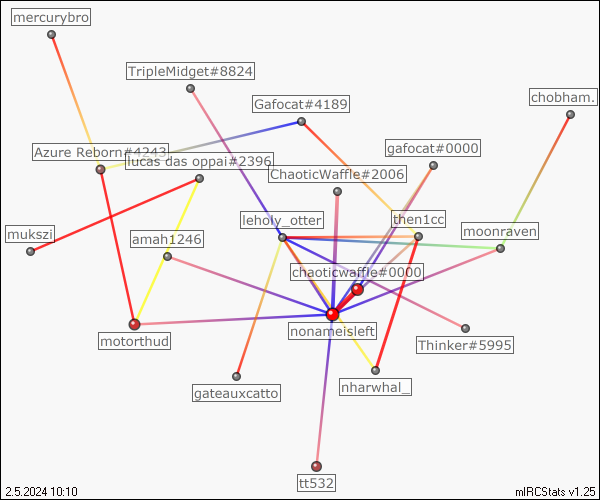 mercurybro
TripleMidget#8824
chobham.
Gafocat#4189
gafocat#0000
Azure Reborn#4243
lucas das oppai#2396
ChaoticWaffle#2006
leholy_otter
then1cc
mukszi
amah1246
moonraven
chaoticwaffle#0000
nonameisleft
motorthud
Thinker#5995
gateauxcatto
nharwhal_
tt532
2.5.2024 10:10
mIRCStats v1.25